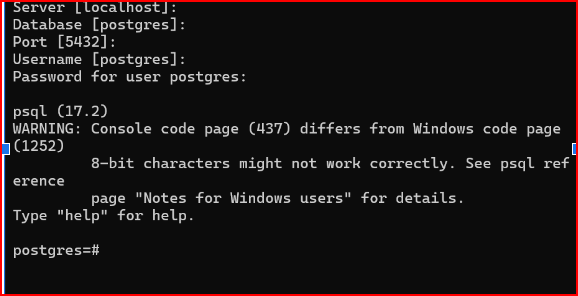 Server [localhost]:
Database [postgres]:
Port [5432]:
Username [postgres]:
Password for user postgres:
psql (17.2)
WARNING: Console code page (437) differs from Windows code page
(1252)
8-bit characters might not work correctly. See psql ref
erence
page "Notes for Windows users" for details.
Type "help" for help.
postgres=#